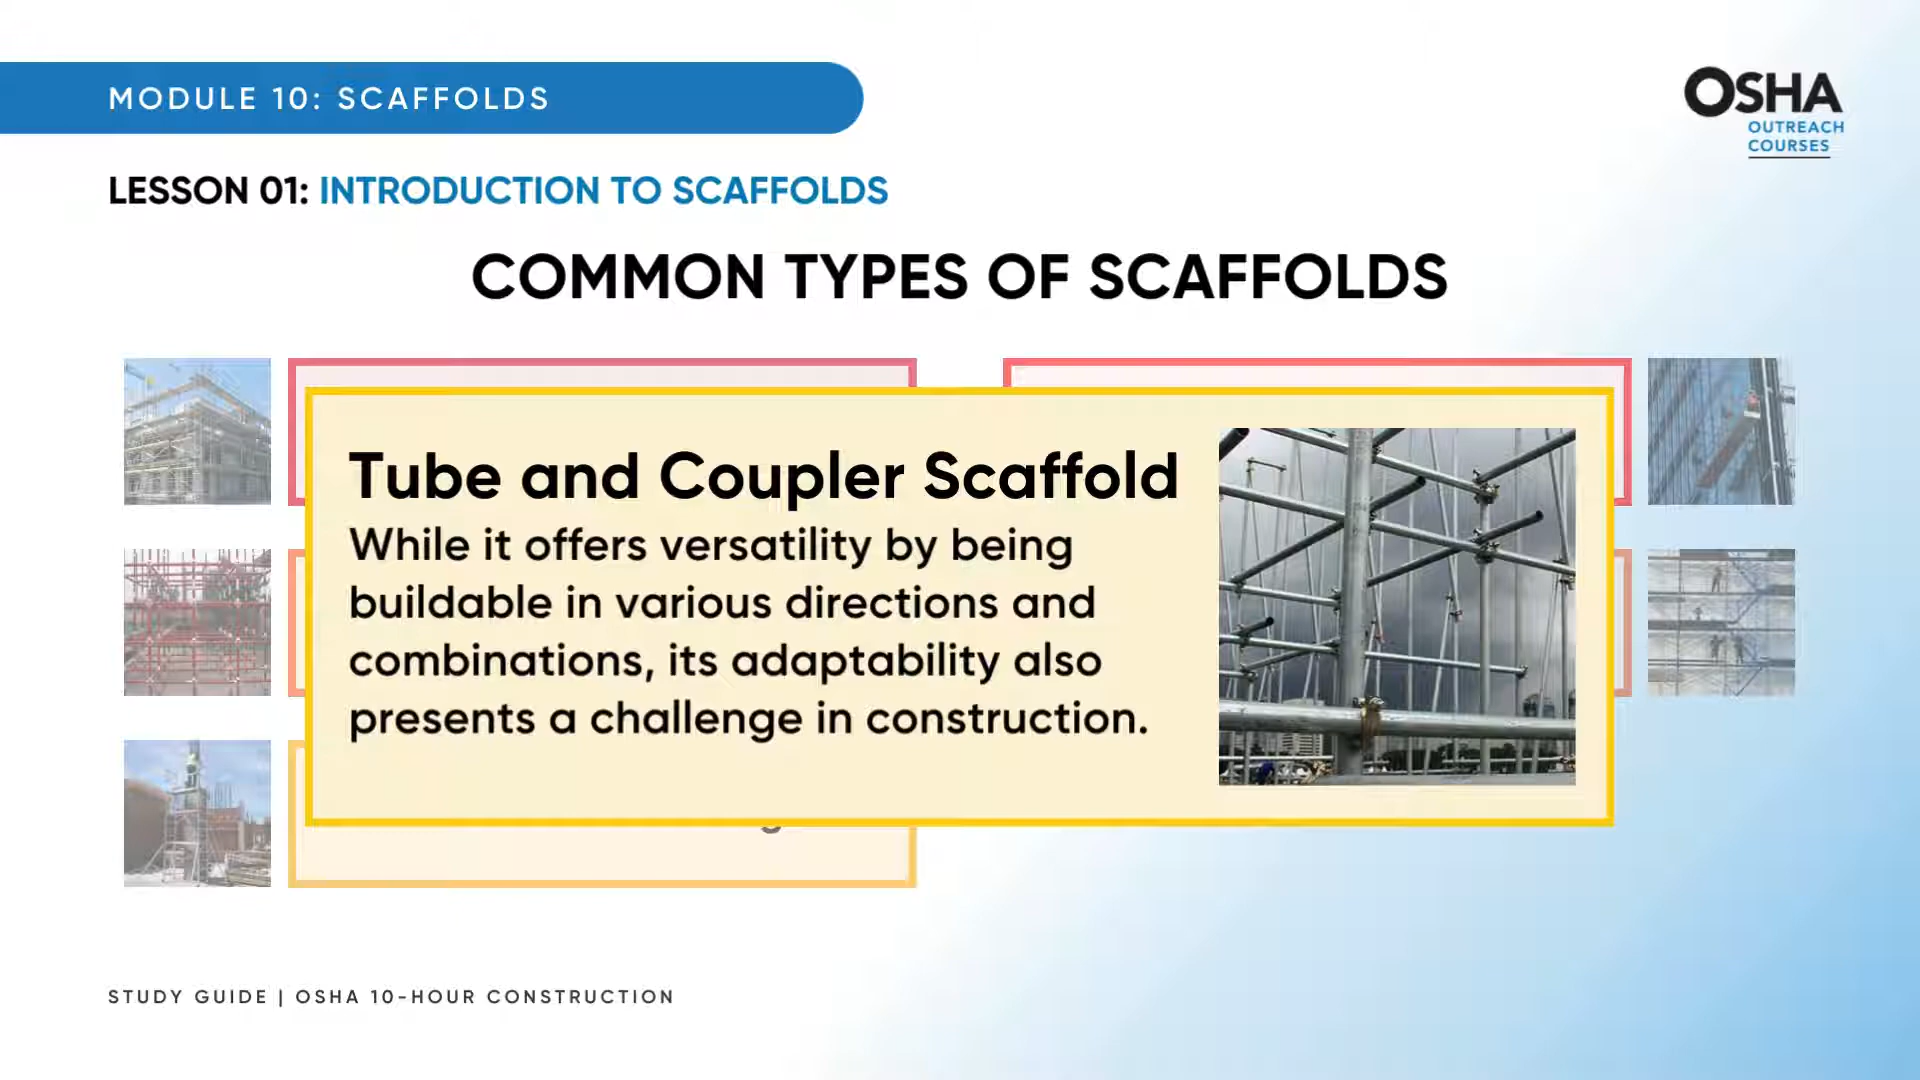 MODULE 10: SCAFFOLDS
OSHA
OUTREACH
COURSES
LESSON 01: INTRODUCTION TO SCAFFOLDS
COMMON TYPES OF SCAFFOLDS
Tube and Coupler Scaffold
While it offers versatility by being
buildable in various directions and
combinations, its adaptability also
presents a challenge in construction.
STUDY GUIDE | OSHA 10-HOUR CONSTRUCTION